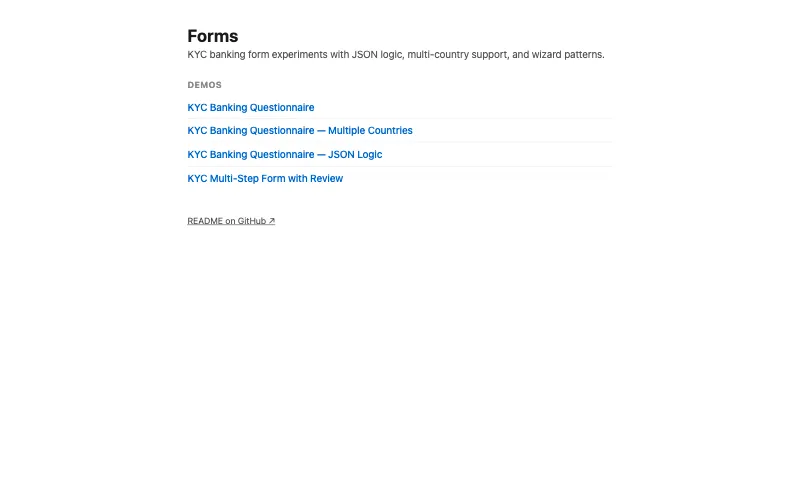 Forms
KYC banking form experiments with JSON logic, multi-country support, and wizard patterns.
DEMOS
KYC Banking Questionnaire
KYC Banking Questionnaire — Multiple Countries
KYC Banking Questionnaire — JSON Logic
KYC Multi-Step Form with Review
README on GitHub ↗